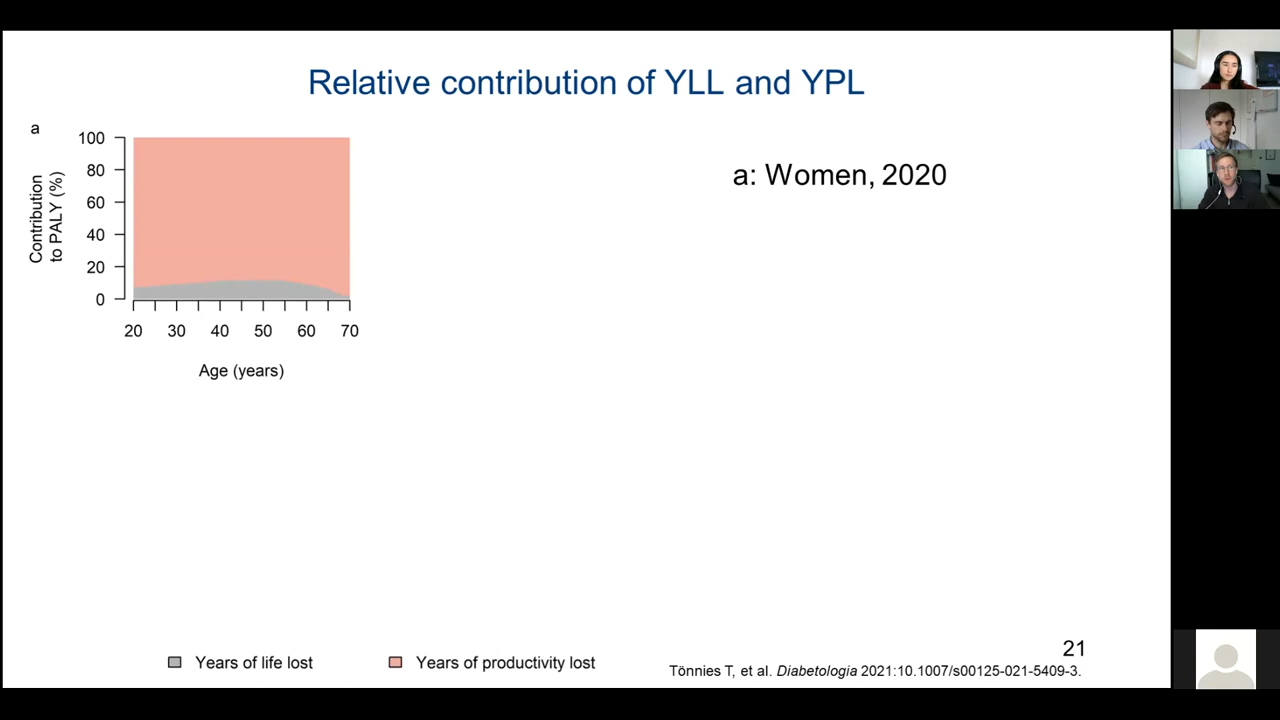 Relative contribution of YLL and YPL
a
Contribution
to PALY (%)
100
80
60
40
20
0
20 30 40 50 60 70
Age (years)
a: Women, 2020
Years of life lost
Years of productivity lost
21
Tönnies T, et al. Diabetologia 2021:10.1007/s00125-021-5409-3.